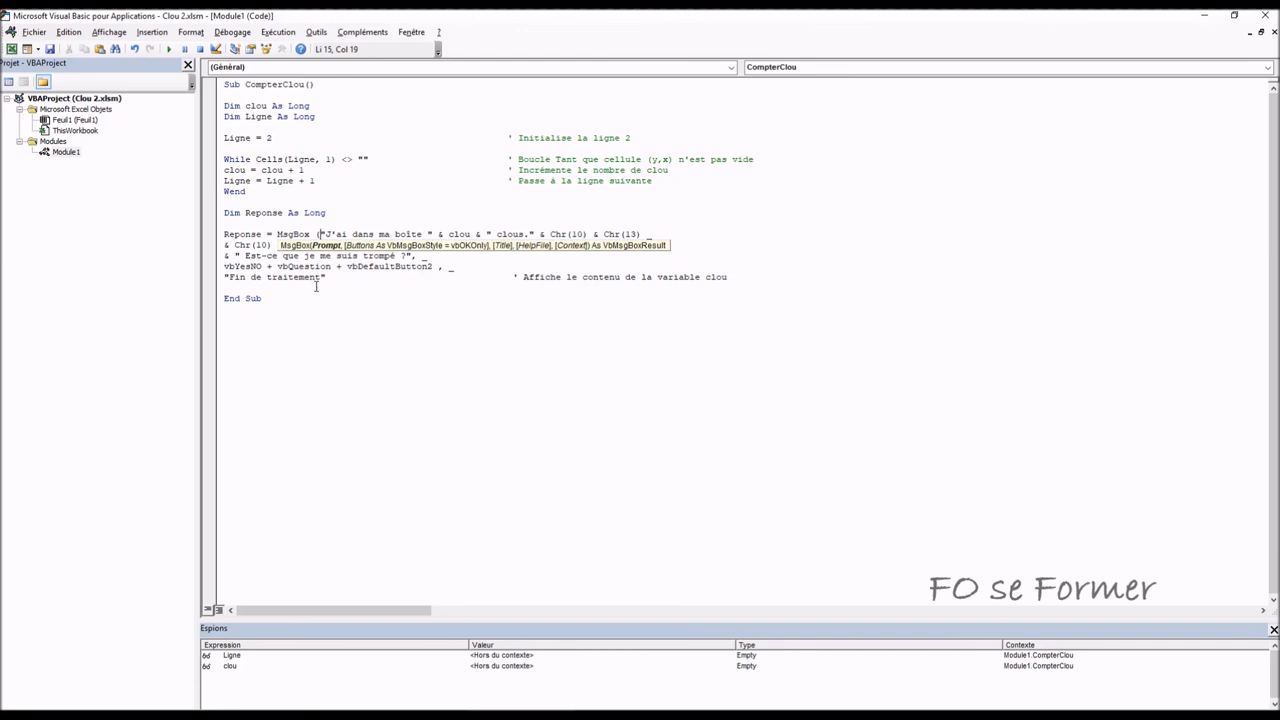 Microsoft Visual Basic pour Applications - Clou 2.xlsm - [Module1 (Code)]
Fichier Edition Affichage Insertion Format Débogage Exécution Outils Compléments Fenêtre ?
Li 15, Col 19
Projet - VBAProject
(Général) CompterClou
VBAProject (Clou 2.xlsm)
Microsoft Excel Objets
Feuil1 (Feuil1)
ThisWorkbook
Modules
Module1
Sub CompterClou()
Dim clou As Long
Dim Ligne As Long
Ligne = 2 ' Initialise la ligne 2
While Cells(Ligne, 1) <> "" ' Boucle Tant que cellule (y,x) n'est pas vide
clou = clou + 1 ' Incrémente le nombre de clou
Ligne = Ligne + 1 ' Passe à la ligne suivante
Wend
Dim Reponse As Long
Reponse = MsgBox ("J'ai dans ma boîte " & clou & " clous." & Chr(10) & Chr(13) _
& Chr(10) MsgBox(Prompt, [Buttons As VbMsgBoxStyle = vbOKOnly], [Title], [HelpFile], [Context]) As VbMsgBoxResult
& " Est-ce que je me suis trompé ?", _
vbYesNO + vbQuestion + vbDefaultButton2 , _
"Fin de traitement" ' Affiche le contenu de la variable clou
End Sub
FO se Former
Espions
Expression Valeur Type Contexte
Ligne <Hors du contexte> Empty Module1.CompterClou
clou <Hors du contexte> Empty Module1.CompterClou